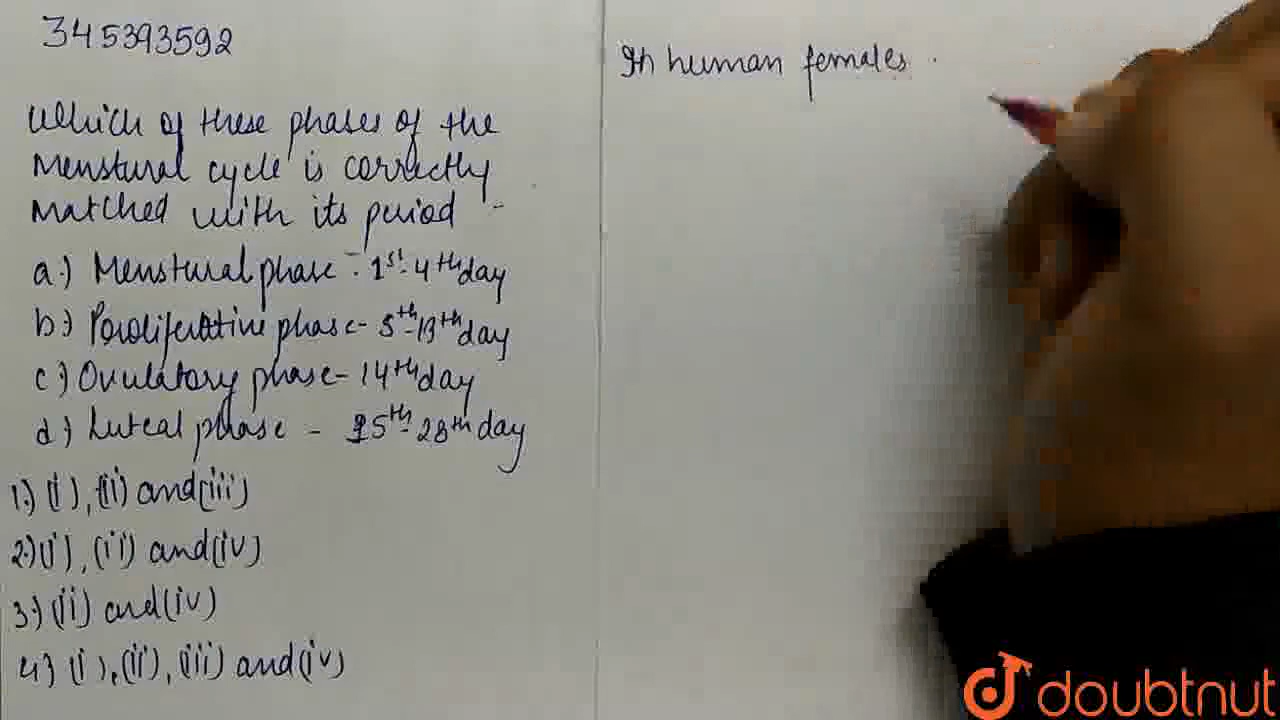 345393592
Which of these phases of the
Menstural cycle is correctly
Matched with its period -
a.) Menstural phase - 1st-4th day
b.) Poroliferative phase - 5th-13th day
c.) Ovulatory phase - 14th day
d.) Luteal phase - 15th-28th day
1.) (i), (ii) and (iii)
2.) (i), (ii) and (iv)
3.) (ii) and (iv)
4.) (i), (ii), (iii) and (iv)
In human females
doubtnut